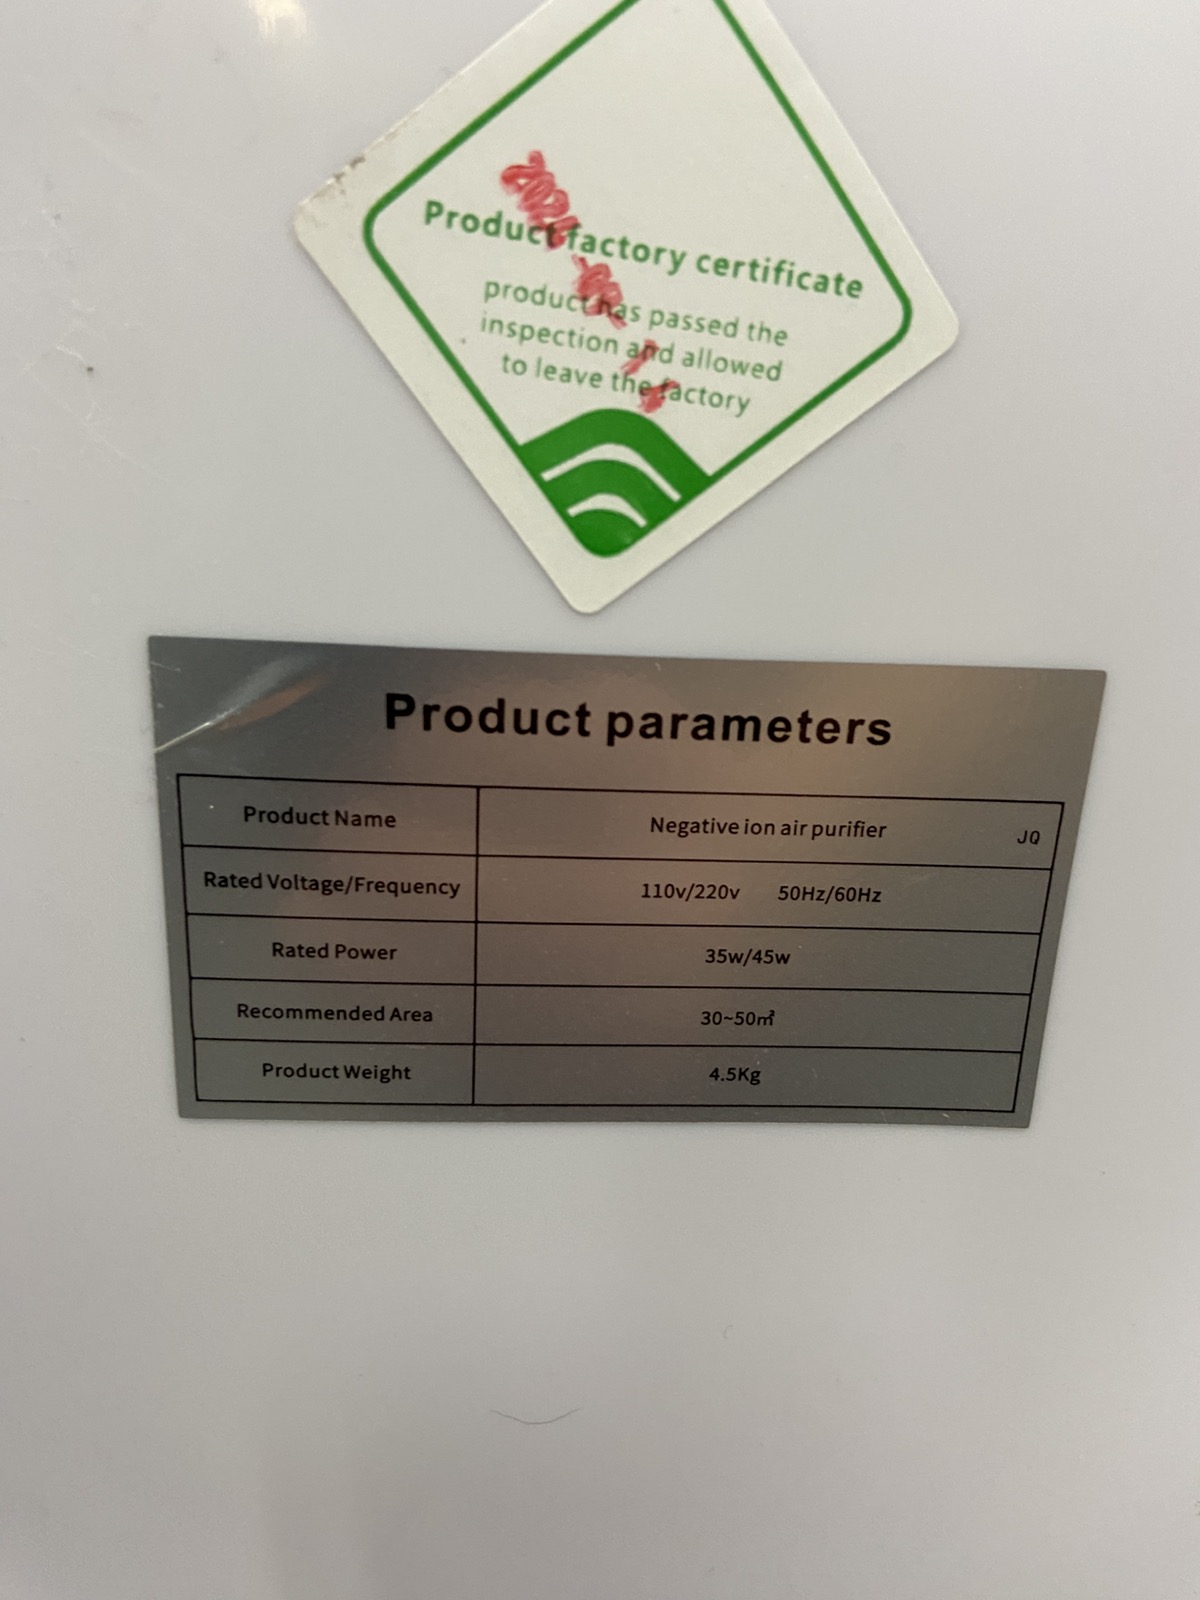 Product factory certificate
product has passed the
inspection and allowed
to leave the factory
Product parameters
Product Name Negative ion air purifier JQ
Rated Voltage/Frequency 110v/220v 50Hz/60Hz
Rated Power 35w/45w
Recommended Area 30~50㎡
Product Weight 4.5Kg